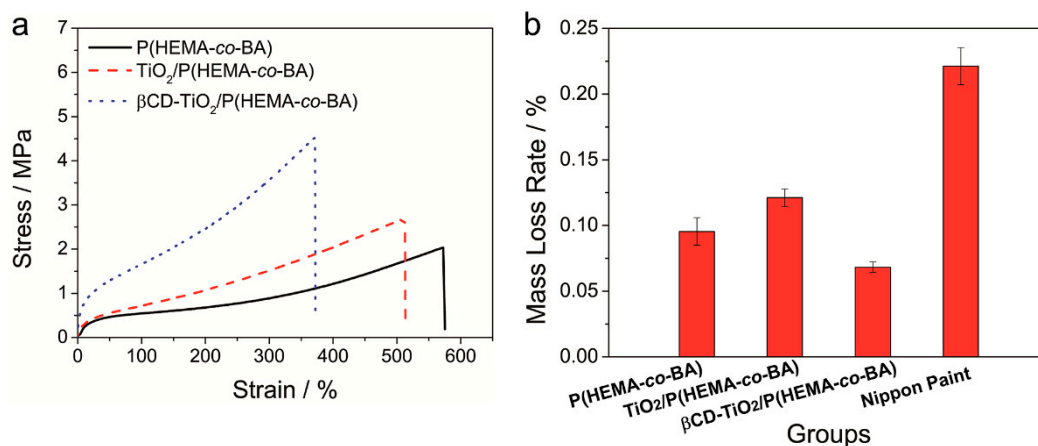 a
7
6
5
4
3
2
1
0
Stress / MPa
P(HEMA-co-BA)
TiO₂/P(HEMA-co-BA)
βCD-TiO₂/P(HEMA-co-BA)
0 100 200 300 400 500 600
Strain / %
b
0.25
0.20
0.15
0.10
0.05
0.00
Mass Loss Rate / %
P(HEMA-co-BA)
TiO₂/P(HEMA-co-BA)
βCD-TiO₂/P(HEMA-co-BA)
Nippon Paint
Groups